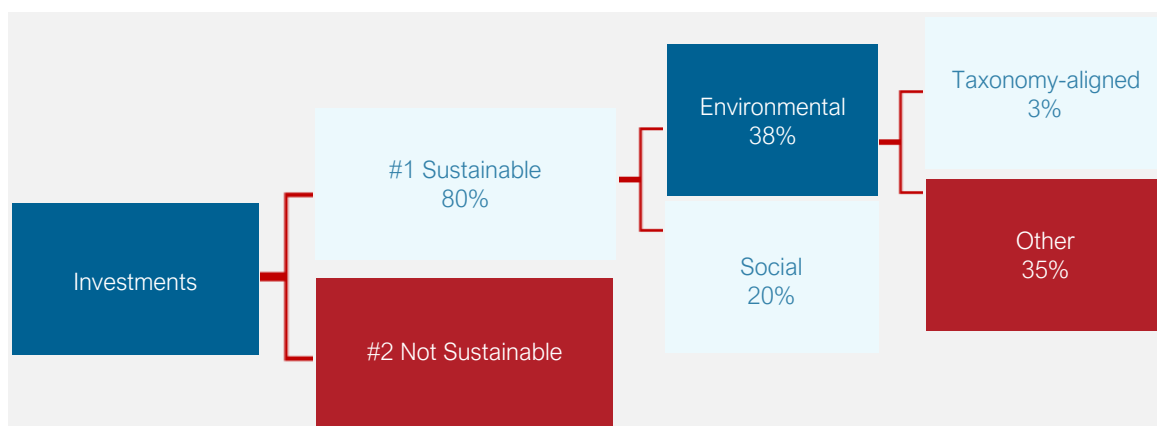 Investments
#1 Sustainable
80%
#2 Not Sustainable
Environmental
38%
Social
20%
Taxonomy-aligned
3%
Other
35%